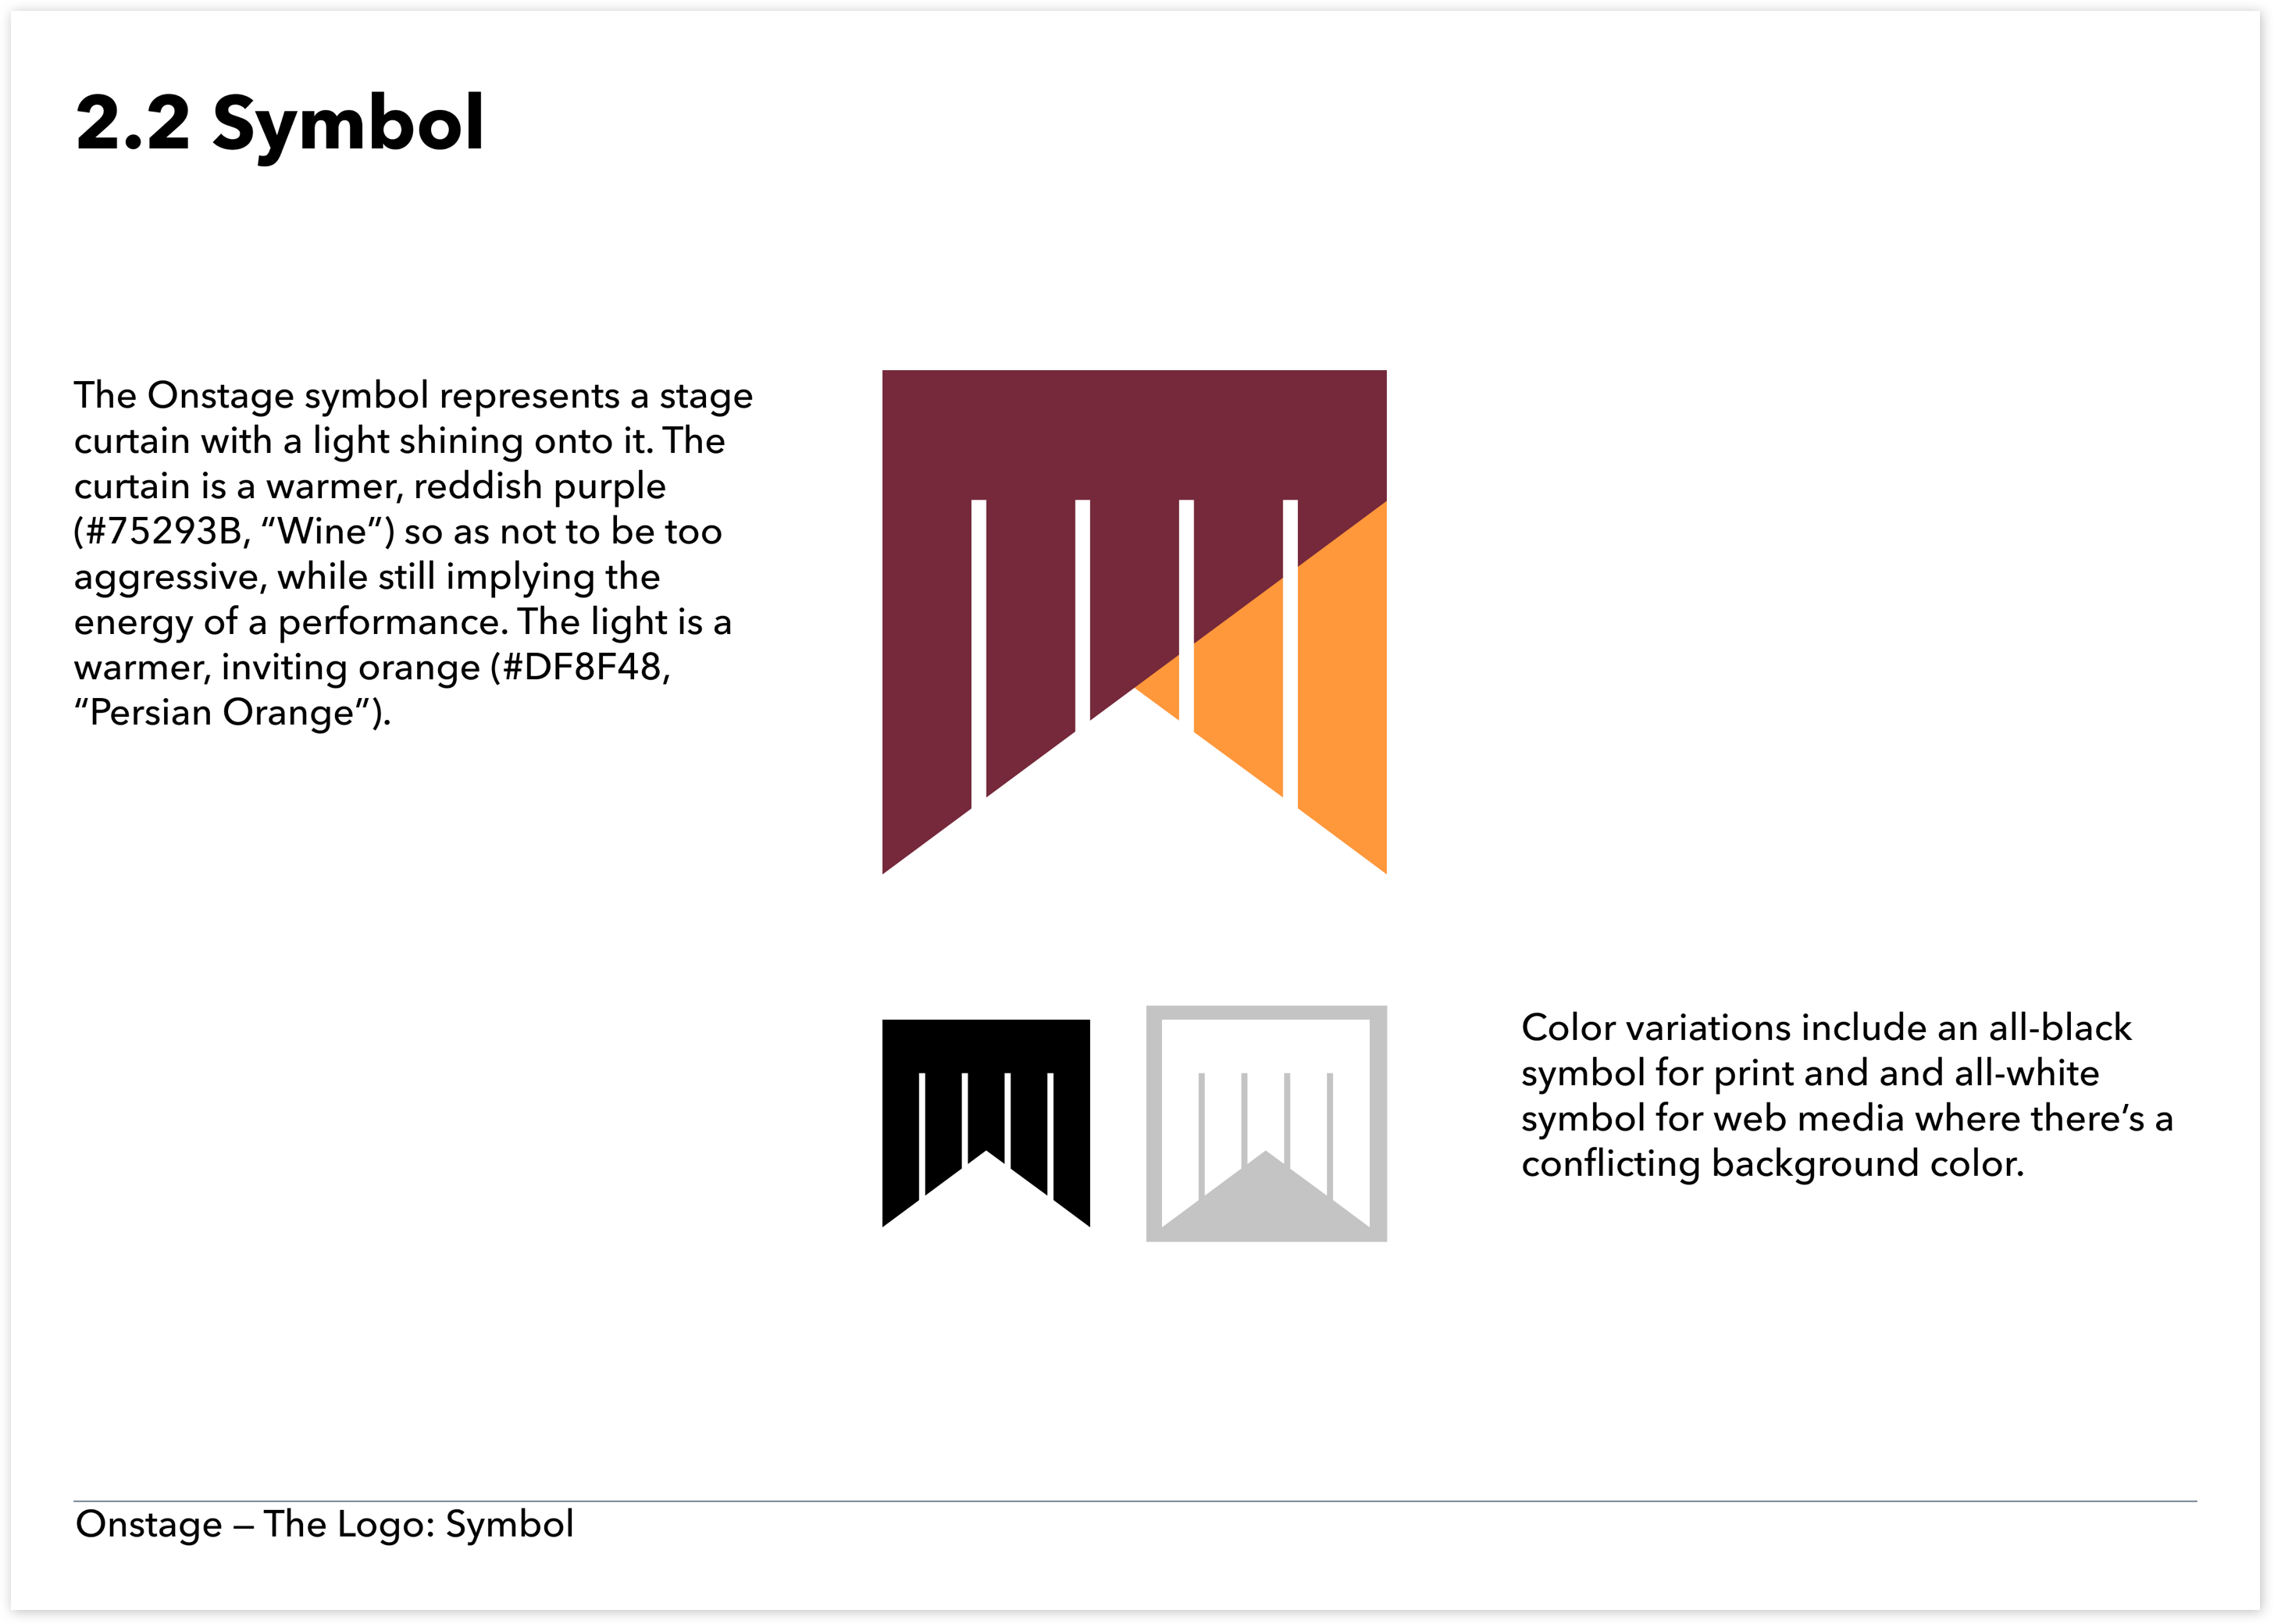 2.2 Symbol
The Onstage symbol represents a stage
curtain with a light shining onto it. The
curtain is a warmer, reddish purple
(#75293B, “Wine”) so as not to be too
aggressive, while still implying the
energy of a performance. The light is a
warmer, inviting orange (#DF8F48,
“Persian Orange”).
Color variations include an all-black
symbol for print and and all-white
symbol for web media where there’s a
conflicting background color.
Onstage – The Logo: Symbol